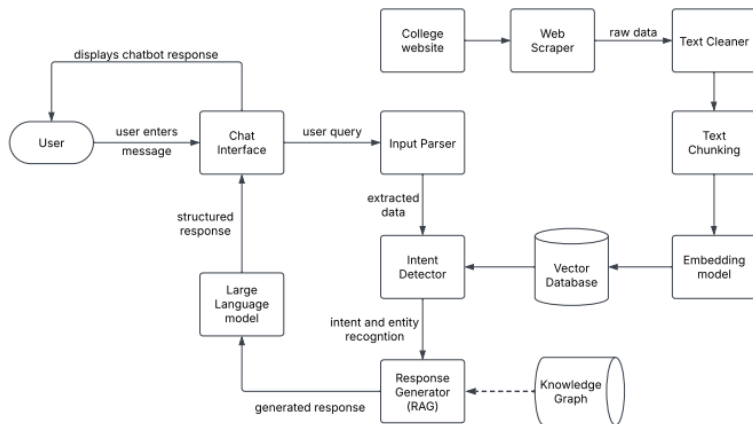 College
website
Web
Scraper
raw data
Text Cleaner
displays chatbot response
User
user enters
message
Chat
Interface
user query
Input Parser
Text
Chunking
extracted
data
structured
response
Intent
Detector
Vector
Database
Embedding
model
Large
Language
model
intent and entity
recogntion
Response
Generator
(RAG)
Knowledge
Graph
generated response